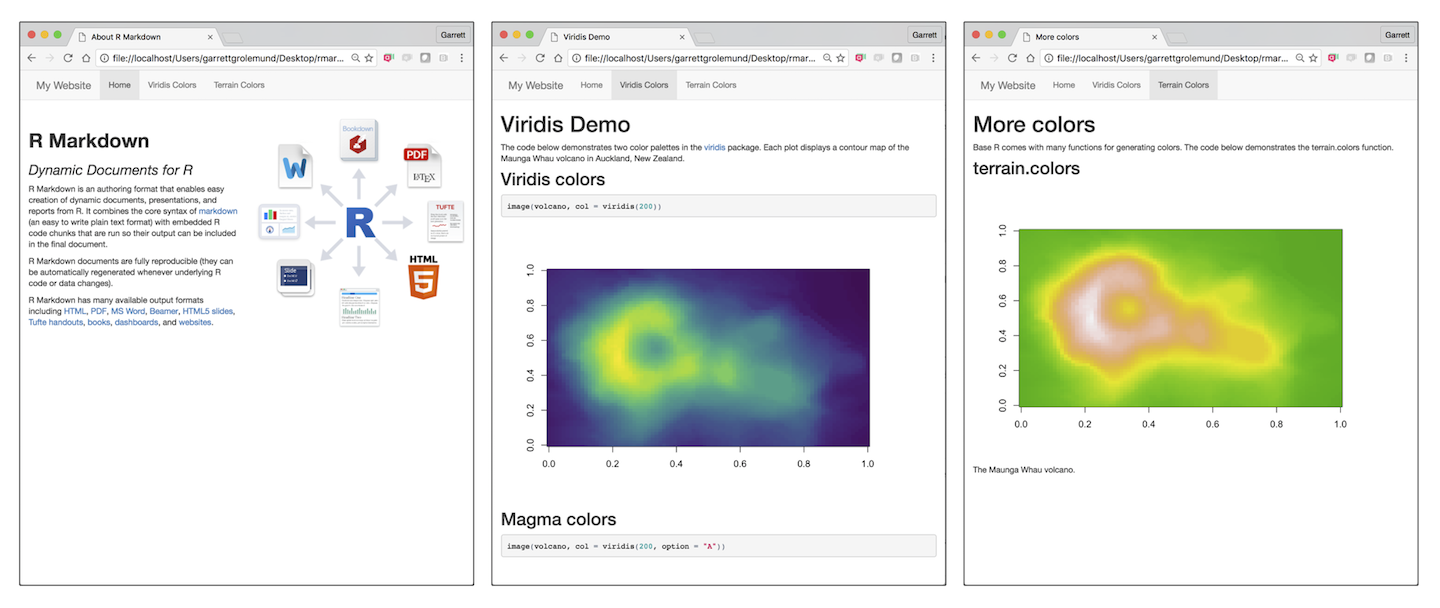 About R Markdown
Garrett
file://localhost/Users/garrettgrolemund/Desktop/rmar...
My Website Home Viridis Colors Terrain Colors
R Markdown
Dynamic Documents for R
R Markdown is an authoring format that enables easy
creation of dynamic documents, presentations, and
reports from R. It combines the core syntax of markdown
(an easy to write plain text format) with embedded R
code chunks that are run so their output can be included
in the final document.
R Markdown documents are fully reproducible (they can
be automatically regenerated whenever underlying R
code or data changes).
R Markdown has many available output formats
including HTML, PDF, MS Word, Beamer, HTML5 slides,
Tufte handouts, books, dashboards, and websites.
Bookdown
W
PDF
LATEX
R
TUFTE
Slide
HTML
5
Viridis Demo
Garrett
file://localhost/Users/garrettgrolemund/Desktop/rmar...
My Website Home Viridis Colors Terrain Colors
Viridis Demo
The code below demonstrates two color palettes in the viridis package. Each plot displays a contour map of the
Maunga Whau volcano in Auckland, New Zealand.
Viridis colors
image(volcano, col = viridis(200))
1.0
0.8
0.6
0.4
0.2
0.0
0.0 0.2 0.4 0.6 0.8 1.0
Magma colors
image(volcano, col = viridis(200, option = "A"))
More colors
Garrett
file://localhost/Users/garrettgrolemund/Desktop/rmar...
My Website Home Viridis Colors Terrain Colors
More colors
Base R comes with many functions for generating colors. The code below demonstrates the terrain.colors function.
terrain.colors
1.0
0.8
0.6
0.4
0.2
0.0
0.0 0.2 0.4 0.6 0.8 1.0
The Maunga Whau volcano.